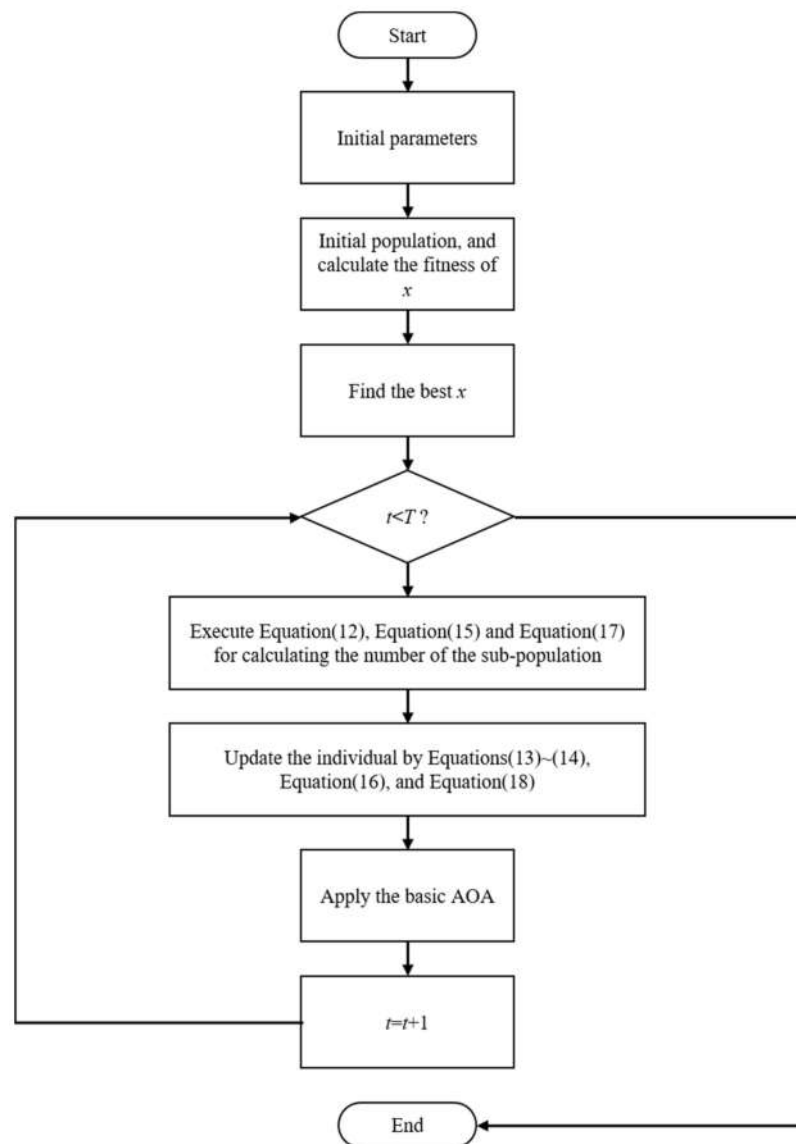 Start
Initial parameters
Initial population, and
calculate the fitness of
x
Find the best x
t<T ?
Execute Equation(12), Equation(15) and Equation(17)
for calculating the number of the sub-population
Update the individual by Equations(13)~(14),
Equation(16), and Equation(18)
Apply the basic AOA
t=t+1
End